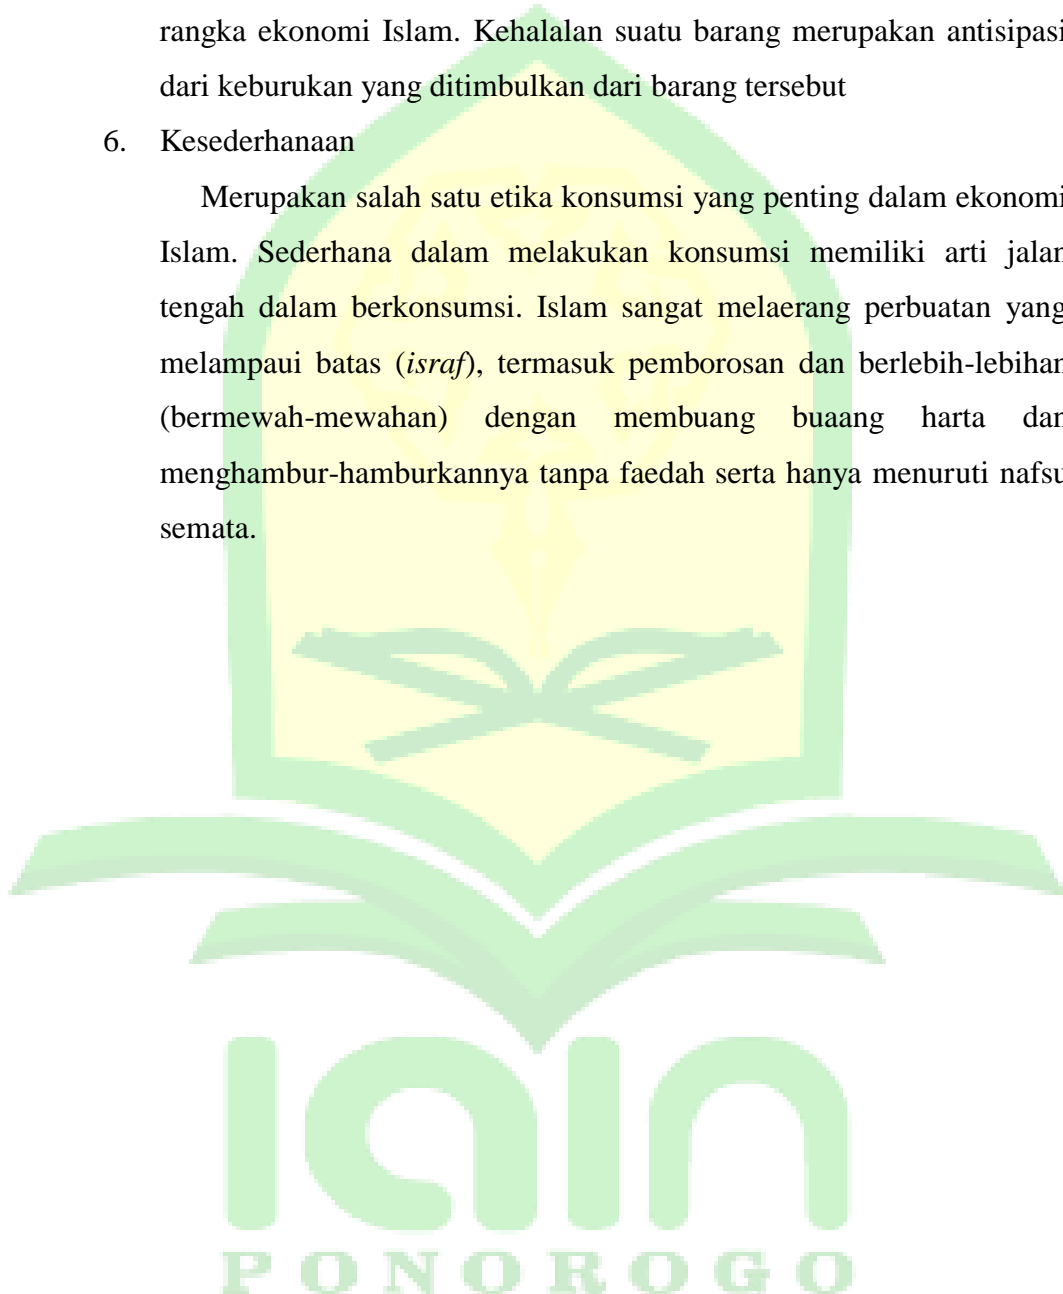 rangka ekonomi Islam. Kehalalan suatu barang merupakan antisipasi
dari keburukan yang ditimbulkan dari barang tersebut
6. Kesederhanaan
Merupakan salah satu etika konsumsi yang penting dalam ekonomi
Islam. Sederhana dalam melakukan konsumsi memiliki arti jalan
tengah dalam berkonsumsi. Islam sangat melaerang perbuatan yang
melampaui batas (israf), termasuk pemborosan dan berlebih-lebihan
(bermewah-mewahan) dengan membuang buaang harta dan
menghambur-hamburkannya tanpa faedah serta hanya menuruti nafsu
semata.
iain
PONOROGO